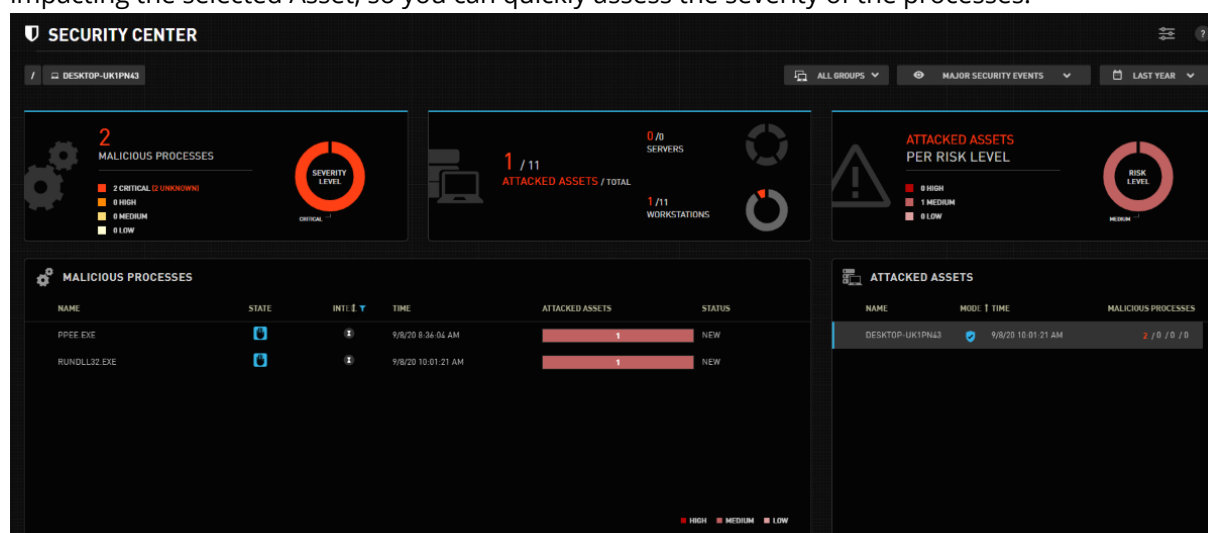 impacting the selected Asset, so you can quickly assess the severity of the processes.
SECURITY CENTER
?
/ DESKTOP-UK1PN43
ALL GROUPS
MAJOR SECURITY EVENTS
LAST YEAR
2
MALICIOUS PROCESSES
2 CRITICAL (2 UNKNOWN)
0 HIGH
0 MEDIUM
0 LOW
SEVERITY
LEVEL
CRITICAL
1 / 11
ATTACKED ASSETS / TOTAL
0 /0
SERVERS
1 /11
WORKSTATIONS
ATTACKED ASSETS
PER RISK LEVEL
0 HIGH
1 MEDIUM
0 LOW
RISK
LEVEL
MEDIUM
MALICIOUS PROCESSES
NAME STATE TIME ATTACKED ASSETS STATUS
PPEE.EXE 9/8/20 8:36:04 AM 1 NEW
RUNDLL32.EXE 9/8/20 10:01:21 AM 1 NEW
HIGH MEDIUM LOW
ATTACKED ASSETS
NAME MODE TIME MALICIOUS PROCESSES
DESKTOP-UK1PN43 9/8/20 10:01:21 AM 2 / 0 / 0 / 0